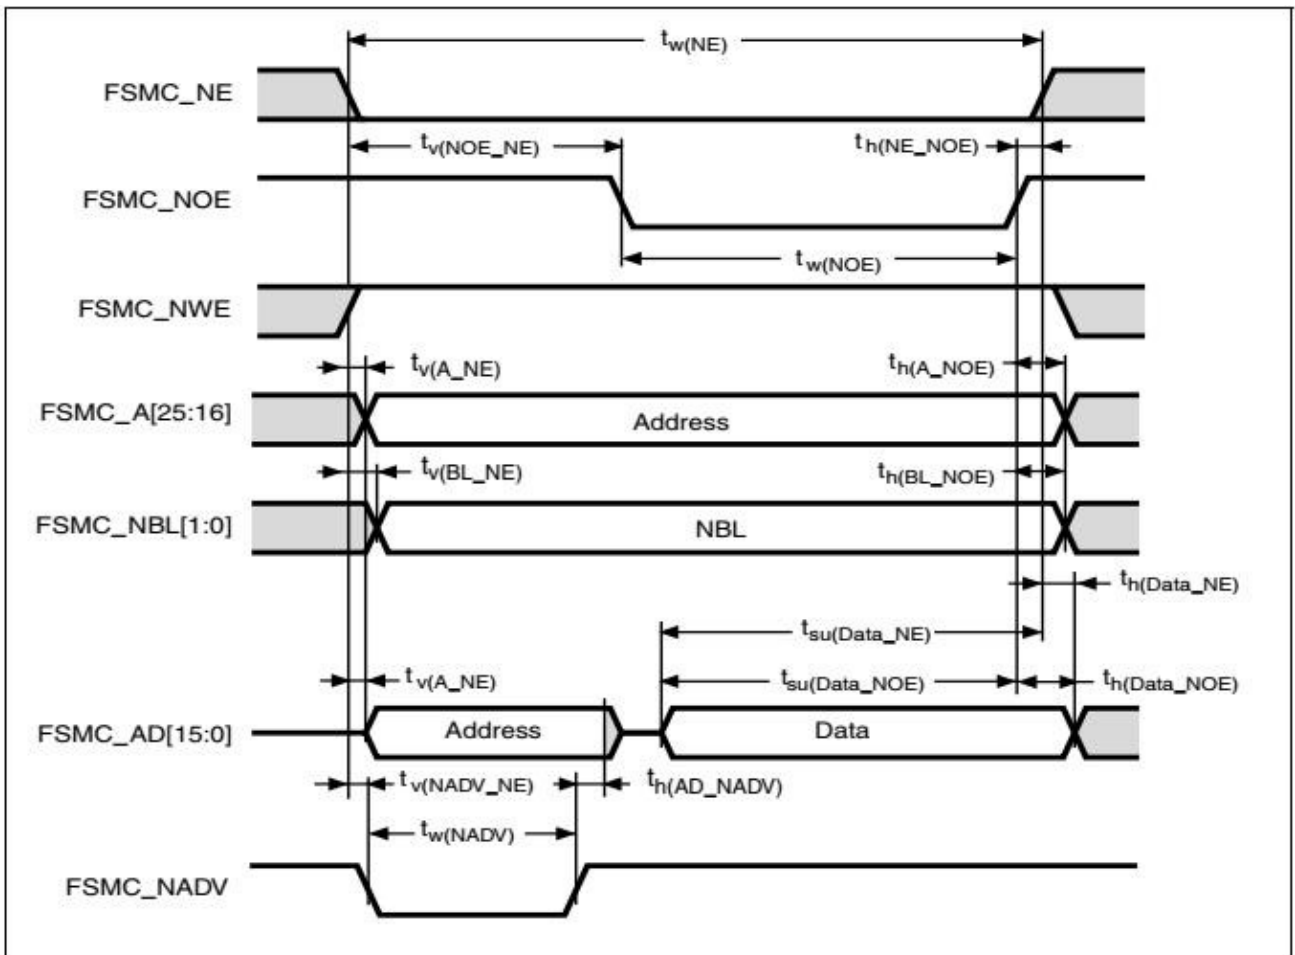 tw(NE)
FSMC_NE
tv(NOE_NE)
th(NE_NOE)
FSMC_NOE
tw(NOE)
FSMC_NWE
tv(A_NE)
th(A_NOE)
FSMC_A[25:16]
Address
tv(BL_NE)
th(BL_NOE)
FSMC_NBL[1:0]
NBL
th(Data_NE)
tsu(Data_NE)
tv(A_NE)
tsu(Data_NOE)
th(Data_NOE)
FSMC_AD[15:0]
Address
Data
tv(NADV_NE)
th(AD_NADV)
tw(NADV)
FSMC_NADV